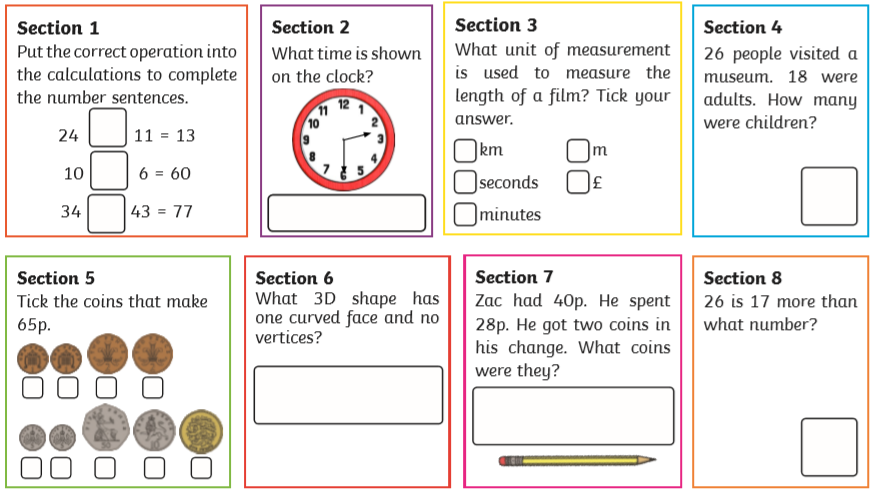 Section 1
Put the correct operation into
the calculations to complete
the number sentences.
24 11 = 13
10 6 = 60
34 43 = 77
Section 2
What time is shown
on the clock?
12
11 1
10 2
9 3
8 4
7 6 5
Section 3
What unit of measurement
is used to measure the
length of a film? Tick your
answer.
km m
seconds £
minutes
Section 4
26 people visited a
museum. 18 were
adults. How many
were children?
Section 5
Tick the coins that make
65p.
Section 6
What 3D shape has
one curved face and no
vertices?
Section 7
Zac had 40p. He spent
28p. He got two coins in
his change. What coins
were they?
Section 8
26 is 17 more than
what number?